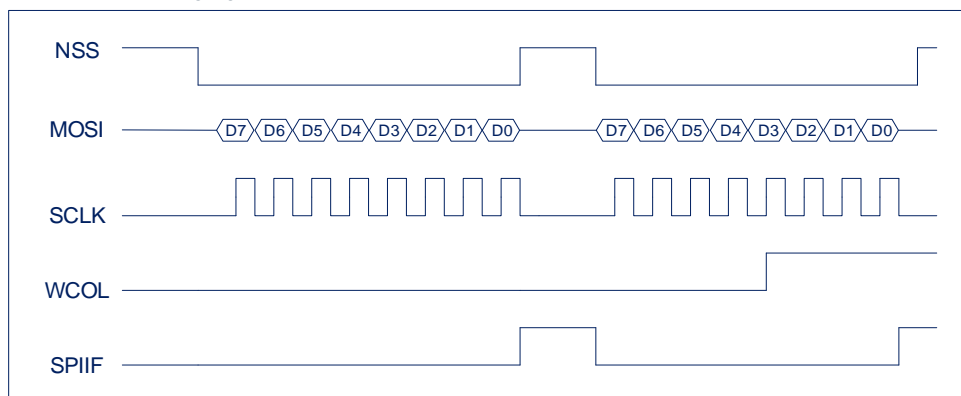 NSS
MOSI D7 D6 D5 D4 D3 D2 D1 D0 D7 D6 D5 D4 D3 D2 D1 D0
SCLK
WCOL
SPIIF